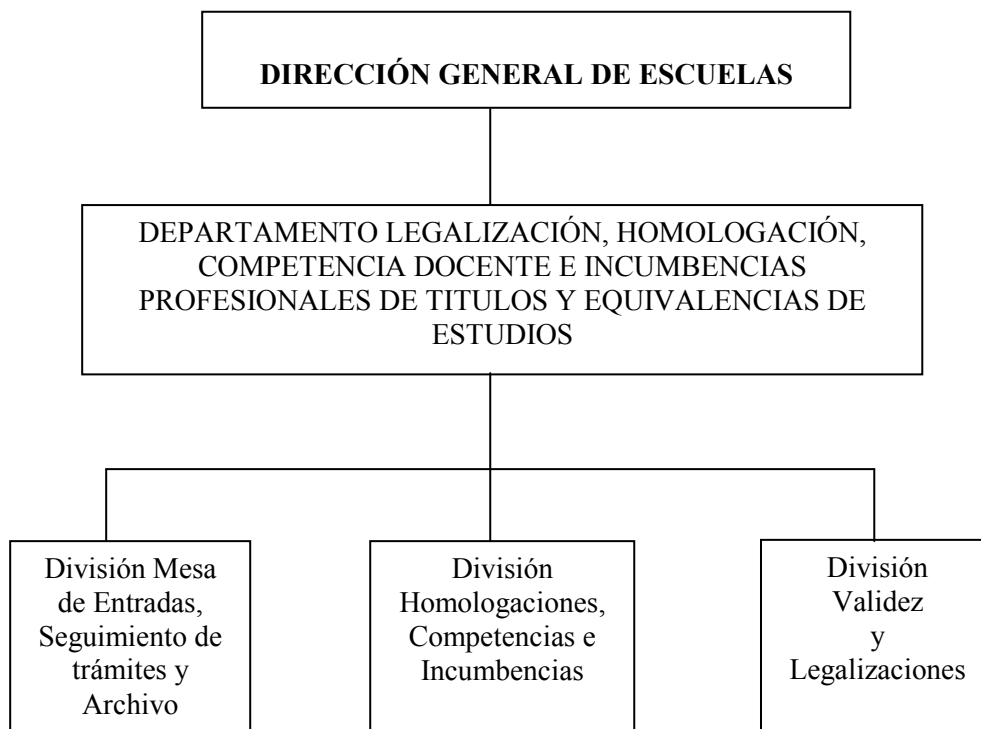 DIRECCIÓN GENERAL DE ESCUELAS
DEPARTAMENTO LEGALIZACIÓN, HOMOLOGACIÓN,
COMPETENCIA DOCENTE E INCUMBENCIAS
PROFESIONALES DE TITULOS Y EQUIVALENCIAS DE
ESTUDIOS
División Mesa
de Entradas,
Seguimiento de
trámites y
Archivo
División
Homologaciones,
Competencias e
Incumbencias
División
Validez
y
Legalizaciones